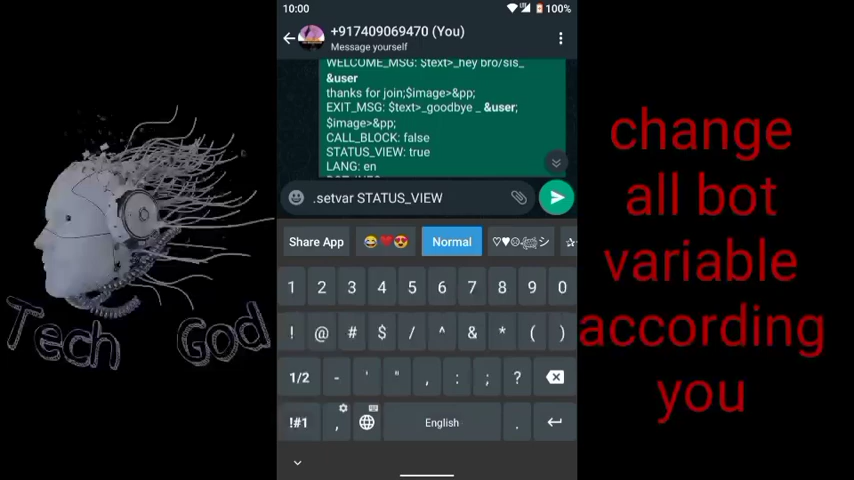 10:00
100%
+917409069470 (You)
Message yourself
WELCOME_MSG: $text>_hey bro/sis_
&user
thanks for join;$image>&pp;
EXIT_MSG: $text>_goodbye _ &user;
$image>&pp;
CALL_BLOCK: false
STATUS_VIEW: true
LANG: en
.setvar STATUS_VIEW
Share App
😂❤️😍
Normal
1 2 3 4 5 6 7 8 9 0
! @ # $ / ^ & * ( )
1/2 - ' " , : ; ?
!#1 , English .
Tech God
change
all bot
variable
according
you